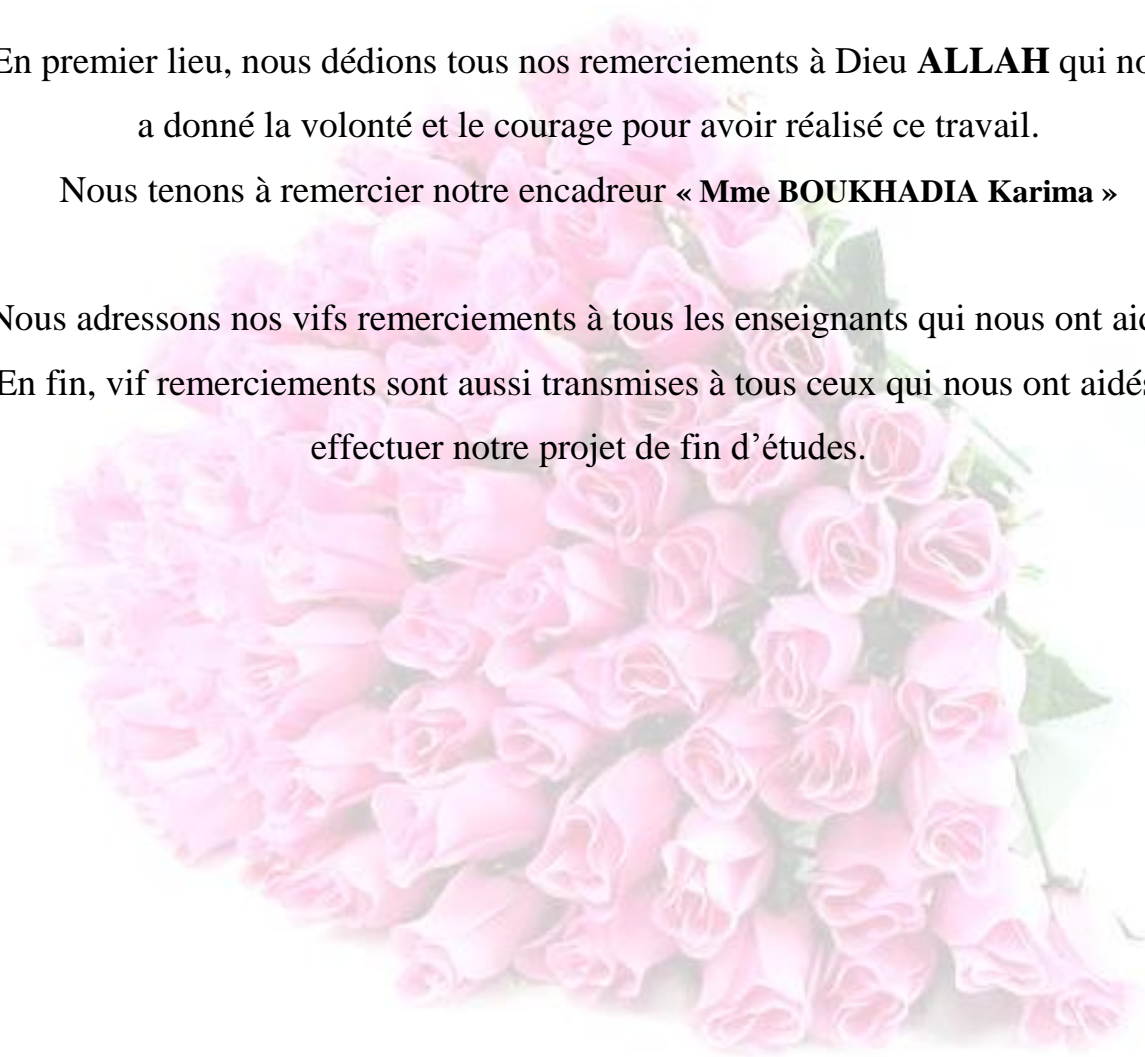 En premier lieu, nous dédions tous nos remerciements à Dieu ALLAH qui
a donné la volonté et le courage pour avoir réalisé ce travail.
Nous tenons à remercier notre encadreur « Mme BOUKHADIA Karima »
Nous adressons nos vifs remerciements à tous les enseignants qui nous ont
En fin, vif remerciements sont aussi transmises à tous ceux qui nous ont aidés
effectuer notre projet de fin d’études.